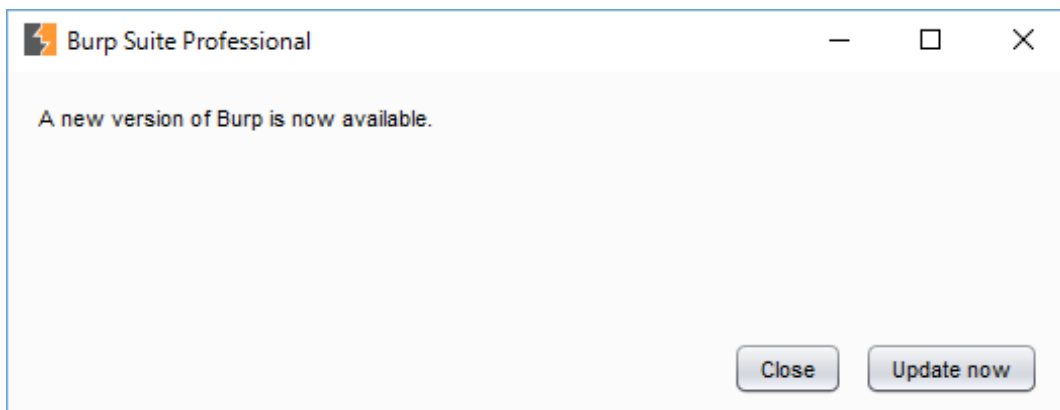 Burp Suite Professional
A new version of Burp is now available.
Close
Update now